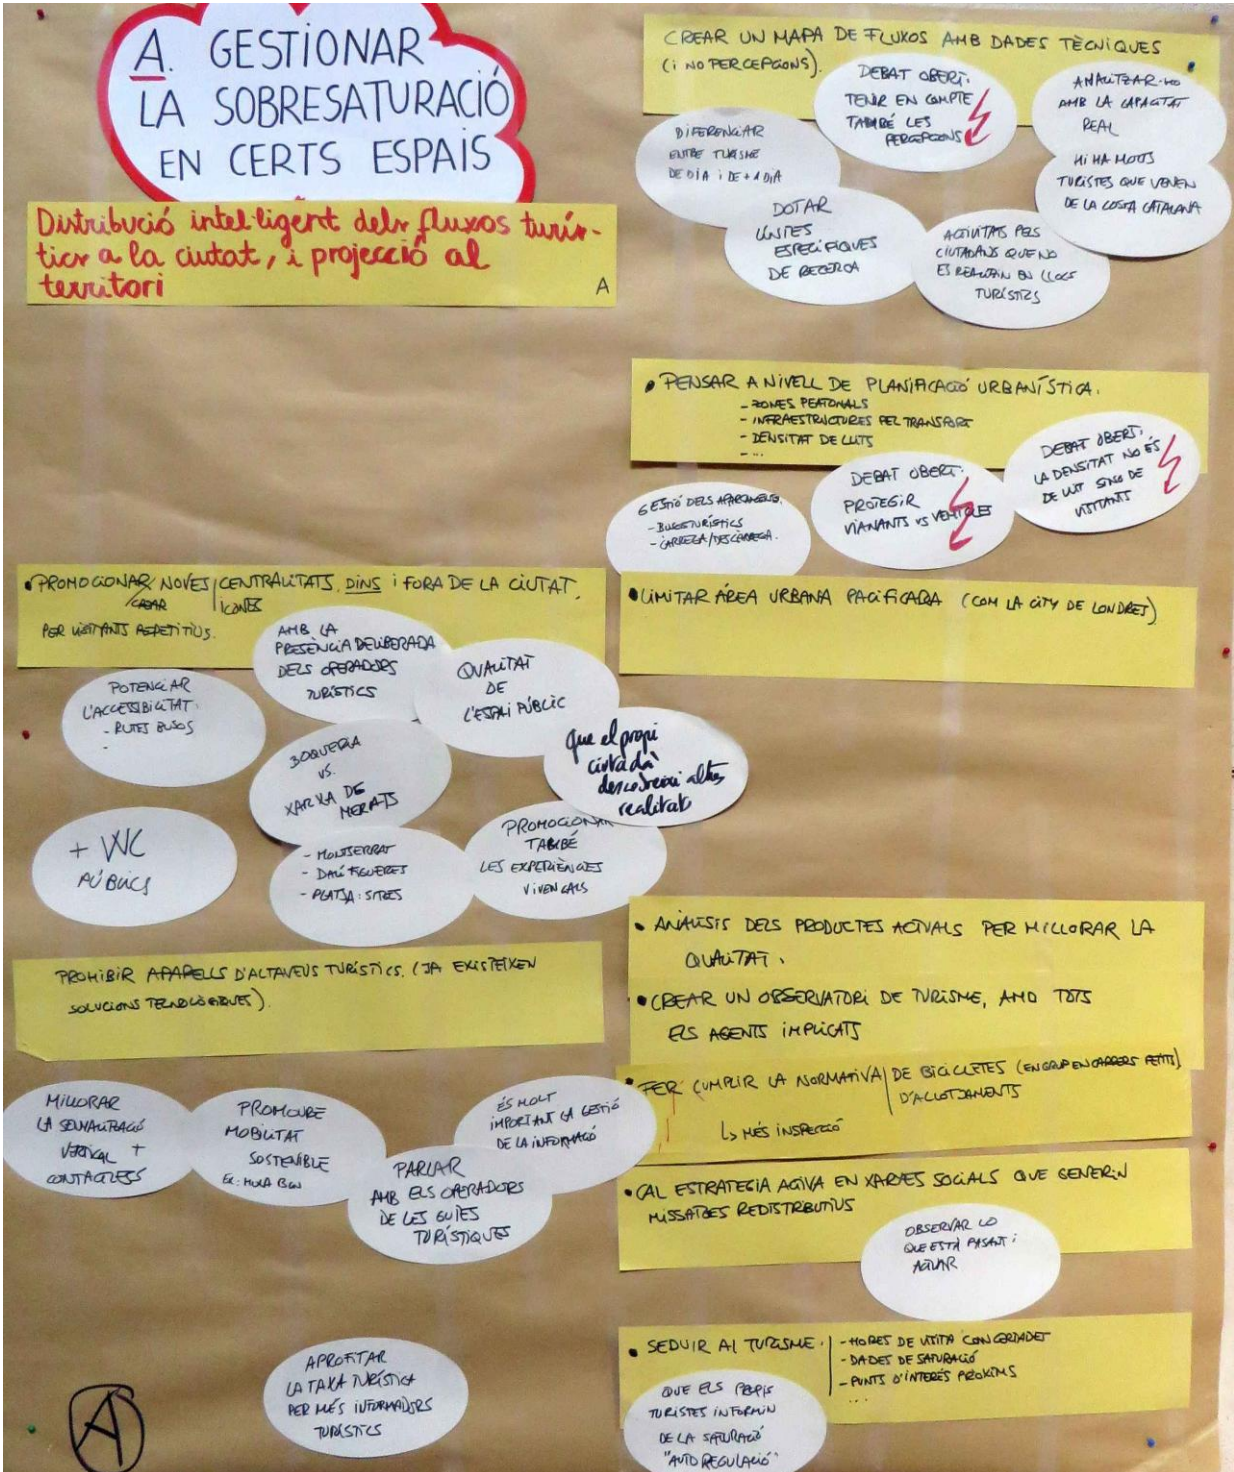 A. GESTIONAR
LA SOBRESATURACIÓ
EN CERTS ESPAIS
Distribució intel·ligent dels fluxos turís-
tics a la ciutat, i projecció al
territori
A
CREAR UN MAPA DE FLUXOS AMB DADES TÈCNIQUES
(i NO PERCEPCIONS).
DEBAT OBERT:
TENIR EN COMPTE
TAMBÉ LES
PERCEPCIONS
ANALITZAR-HO
AMB LA CAPACITAT
REAL
DIFERENCIAR
ENTRE TURISME
DE DIA i DE + 1 DIA
HI HA MOLTS
TURISTES QUE VENEN
DE LA COSTA CATALANA
DOTAR
LÍNIES
ESPECÍFIQUES
DE RECERCA
ACTIVITATS PELS
CIUTADANS QUE NO
ES REALITZIN EN LLOCS
TURÍSTICS
• PENSAR A NIVELL DE PLANIFICACIÓ URBANÍSTICA.
- ZONES PEATONALS
- INFRAESTRUCTURES PEL TRANSPORT
- DENSITAT DE LLITS
- ...
GESTIÓ DELS APARCAMENTS.
- BUSOS TURÍSTICS
- CÀRREGA/DESCÀRREGA.
DEBAT OBERT:
PROTEGIR
VIANANTS VS VEHICLES
DEBAT OBERT:
LA DENSITAT NO ÉS
DE LLIT SINO DE
VISITANTS
• PROMOCIONAR/CREAR NOVES CENTRALITATS/ICONES, DINS i FORA DE LA CIUTAT,
PER VISITANTS REPETITIUS.
• LIMITAR ÁREA URBANA PACIFICADA (COM LA CITY DE LONDRES)
POTENCIAR
L'ACCESSIBILITAT:
- RUTES BUSOS
-
AMB LA
PRESÈNCIA DELIBERADA
DELS OPERADORS
TURÍSTICS
QUALITAT
DE
L'ESPAI PÚBLIC
BOQUERIA
VS.
XARXA DE
MERCATS
que el propi
ciutadà
descobreixi altres
realitats
+ WC
PÚBLICS
- MONTSERRAT
- DALÍ FIGUERES
- PLATJA: SITGES
PROMOCIONAR
TAMBÉ
LES EXPERIÈNCIES
VIVENCIALS
PROHIBIR APARELLS D'ALTAVEUS TURÍSTICS. (JA EXISTEIXEN
SOLUCIONS TECNOLÒGIQUES).
• ANÀLISIS DELS PRODUCTES ACTUALS PER MILLORAR LA
QUALITAT.
• CREAR UN OBSERVATORI DE TURISME, AMB TOTS
ELS AGENTS IMPLICATS
• FER CUMPLIR LA NORMATIVA DE BICICLETES (EN GRUP EN CARRERS PETITS)
D'ALLOTJAMENTS
↳ MÉS INSPECCIÓ
MILLORAR
LA SENYALITZACIÓ
VERTICAL +
CONTACTLESS
PROMOURE
MOBILITAT
SOSTENIBLE
EX:
ÉS MOLT
IMPORTANT LA GESTIÓ
DE LA INFORMACIÓ
PARLAR
AMB ELS OPERADORS
DE LES GUIES
TURÍSTIQUES
• CAL ESTRATEGIA ACTIVA EN XARXES SOCIALS QUE GENERIN
MISSATGES REDISTRIBUTIUS
OBSERVAR LO
QUE ESTÀ PASANT i
ACTUAR
• SEDUIR AL TURISME.
- HORES DE VISITA CONCERTADES
- DADES DE SATURACIÓ
- PUNTS D'INTERÈS PROXIMS
...
QUE ELS PROPIS
TURISTES INFORMIN
DE LA SATURACIÓ
"AUTO REGULACIÓ"
APROFITAR
LA TAXA TURÍSTICA
PER MÉS INFORMADORS
TURÍSTICS
A